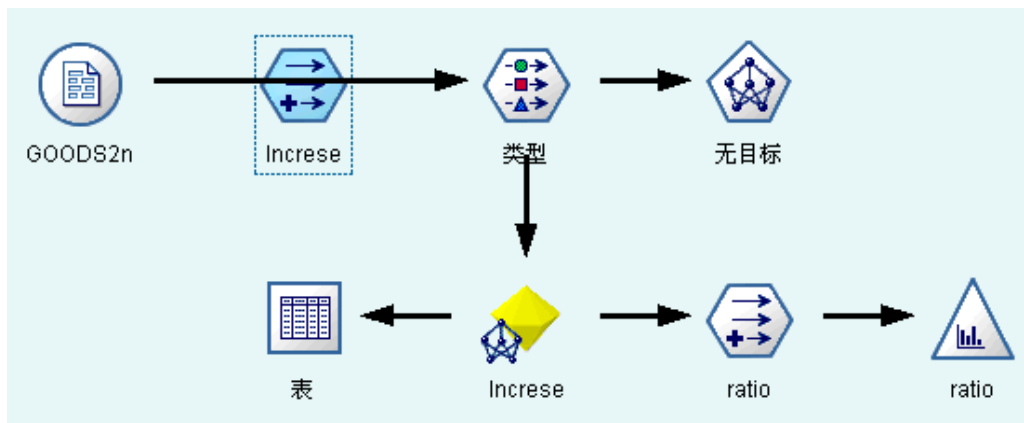 GOODS2n
Increse
类型
无目标
表
Increse
ratio
ratio